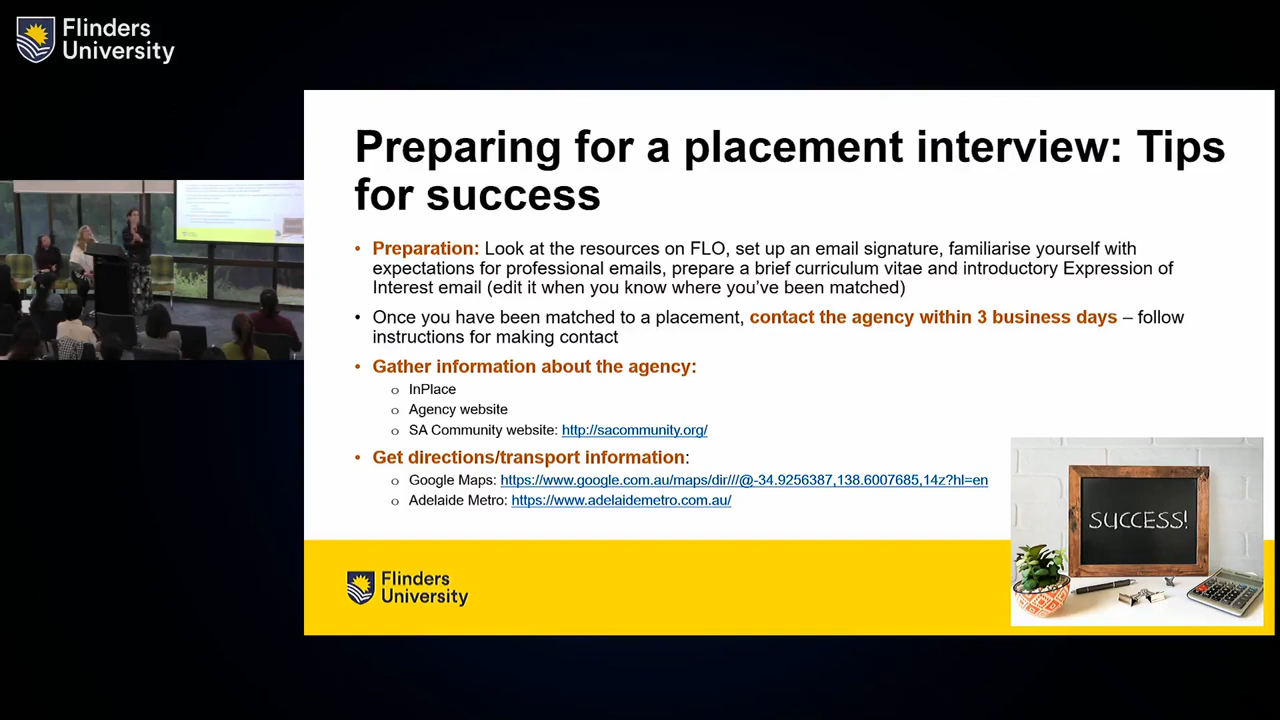 Flinders
University
Preparing for a placement interview: Tips
for success
• Preparation: Look at the resources on FLO, set up an email signature, familiarise yourself with
expectations for professional emails, prepare a brief curriculum vitae and introductory Expression of
Interest email (edit it when you know where you’ve been matched)
• Once you have been matched to a placement, contact the agency within 3 business days – follow
instructions for making contact
• Gather information about the agency:
o InPlace
o Agency website
o SA Community website: http://sacommunity.org/
• Get directions/transport information:
o Google Maps: https://www.google.com.au/maps/dir///@-34.9256387,138.6007685,14z?hl=en
o Adelaide Metro: https://www.adelaidemetro.com.au/
SUCCESS!
Flinders
University